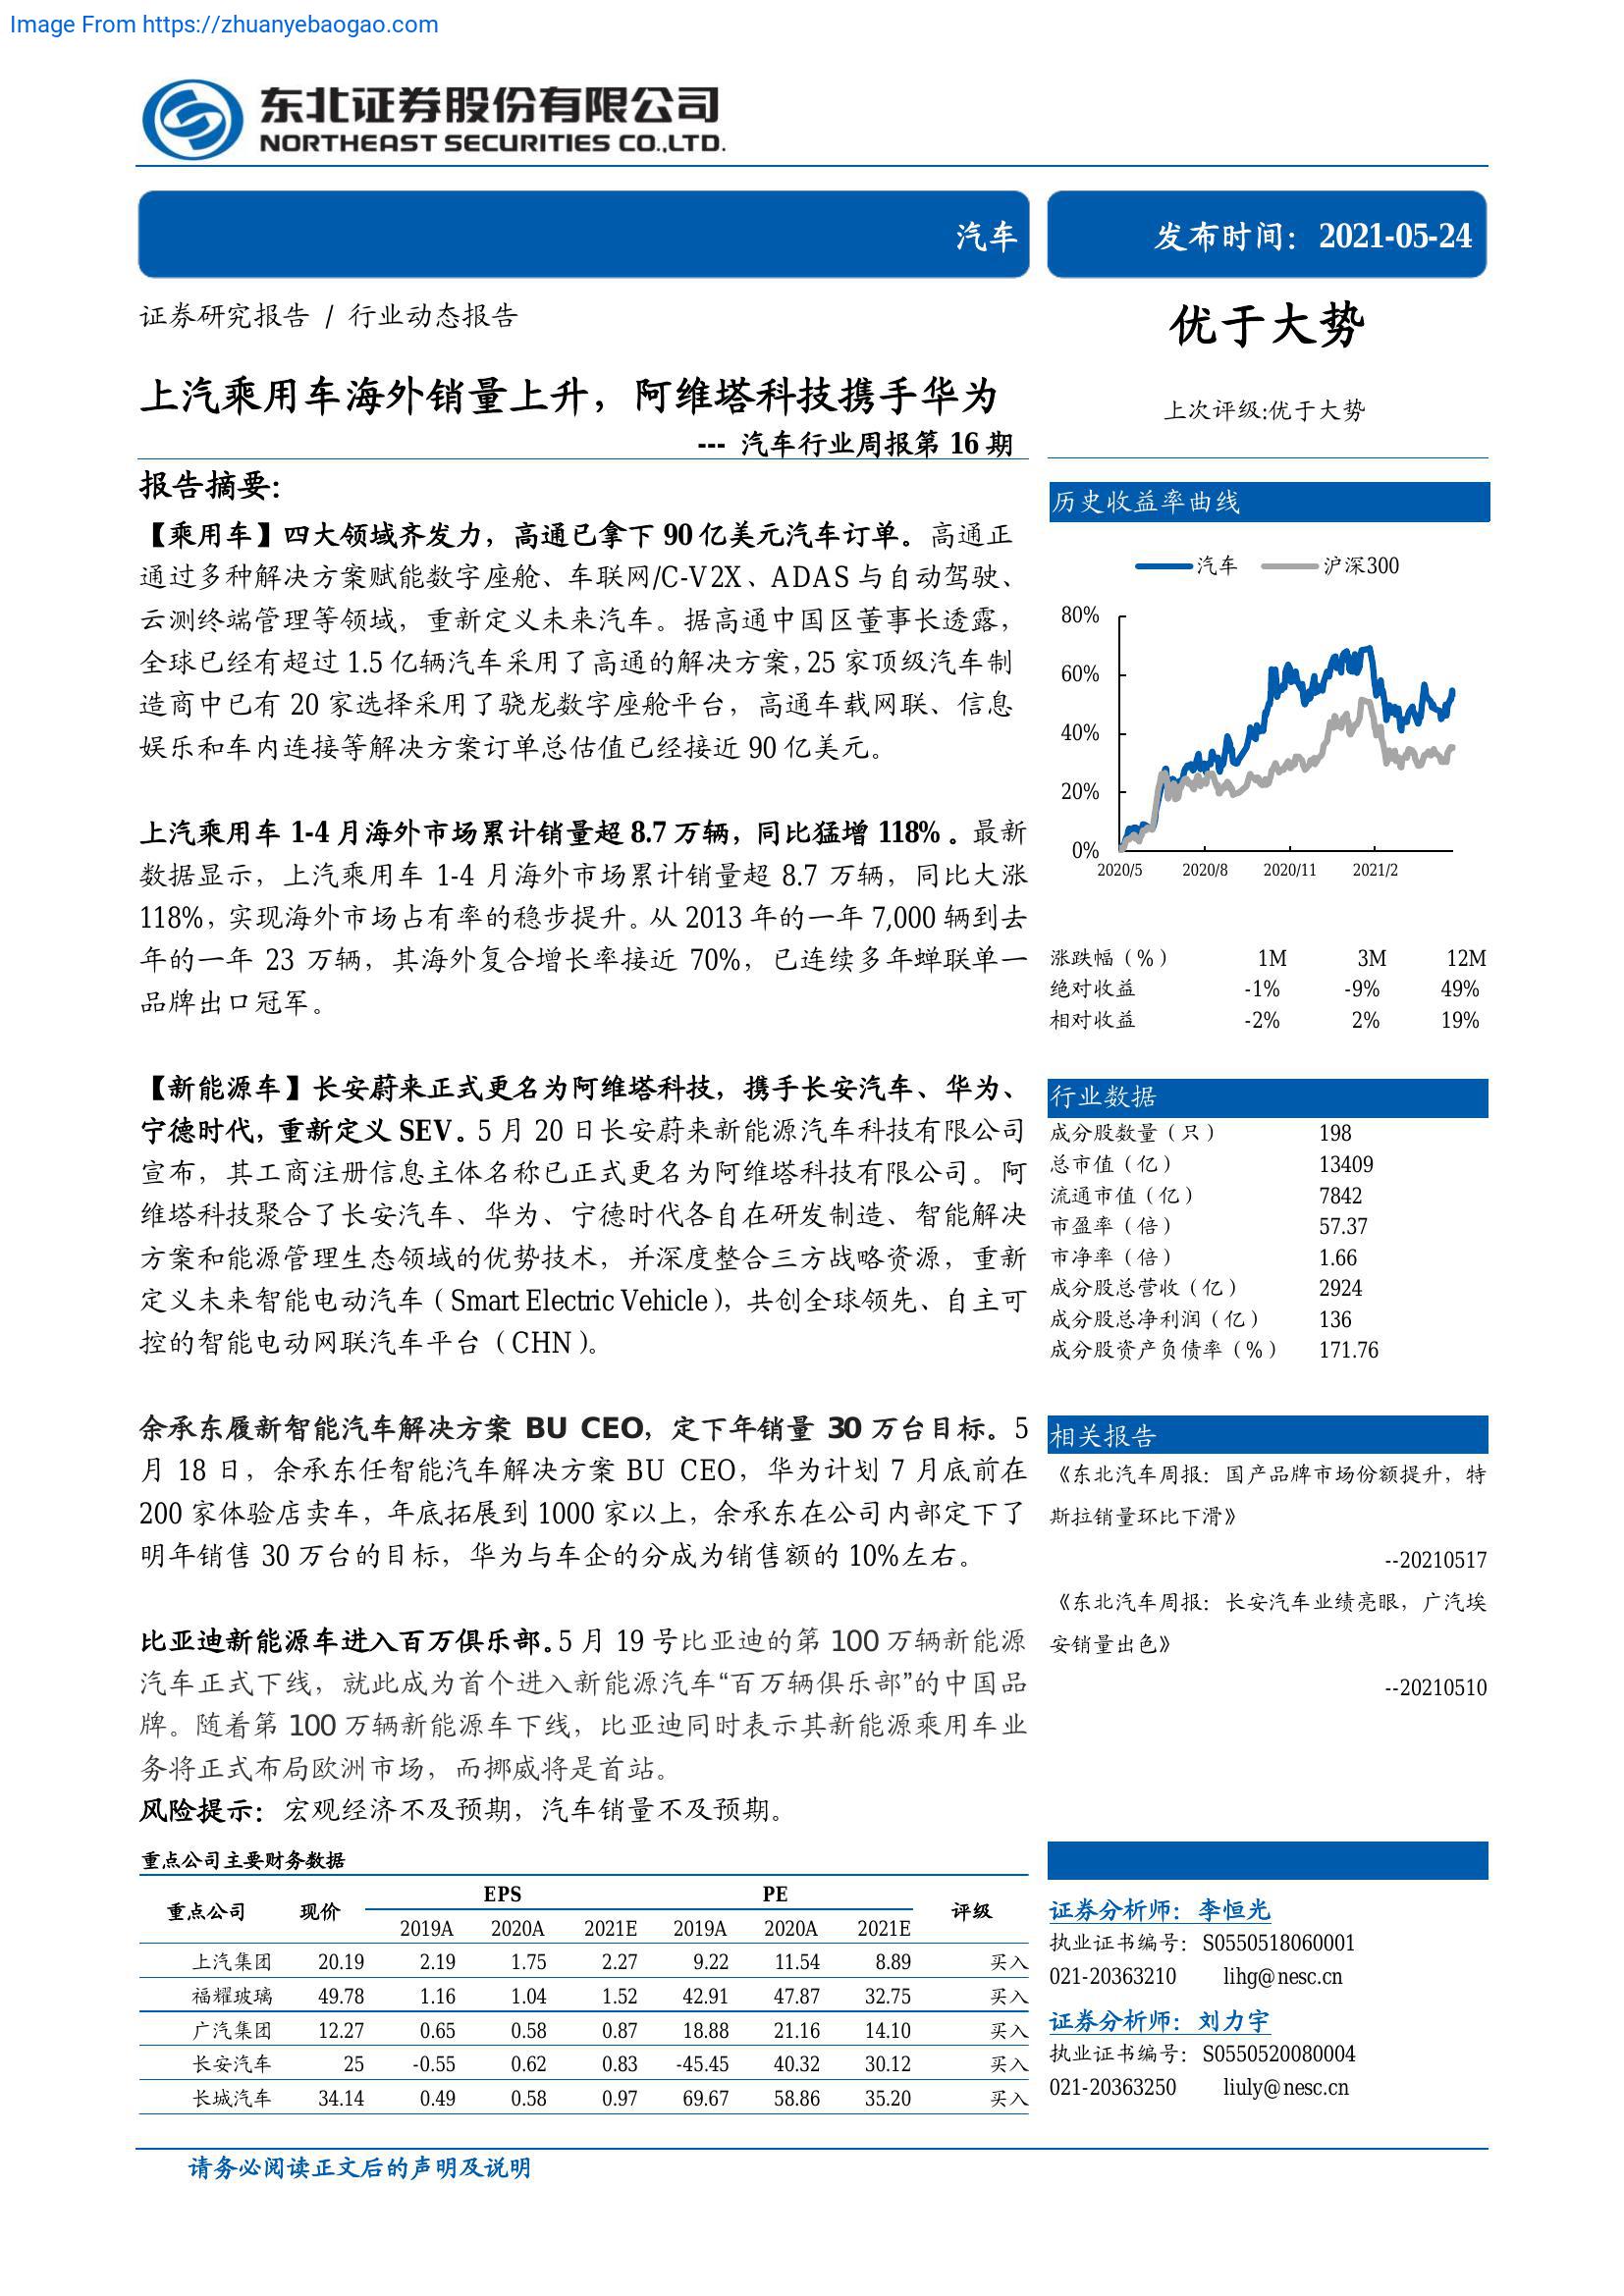 Image From https://zhuanyebaogao.com
东北证券股份有限公司
NORTHEAST SECURITIES CO.,LTD.
汽车
发布时间：2021-05-24
证券研究报告 / 行业动态报告
上汽乘用车海外销量上升，阿维塔科技携手华为
--- 汽车行业周报第 16 期
报告摘要：
【乘用车】四大领域齐发力，高通已拿下 90 亿美元汽车订单。高通正
通过多种解决方案赋能数字座舱、车联网/C-V2X、ADAS 与自动驾驶、
云测终端管理等领域，重新定义未来汽车。据高通中国区董事长透露，
全球已经有超过 1.5 亿辆汽车采用了高通的解决方案，25 家顶级汽车制
造商中已有 20 家选择采用了骁龙数字座舱平台，高通车载网联、信息
娱乐和车内连接等解决方案订单总估值已经接近 90 亿美元。
上汽乘用车 1-4 月海外市场累计销量超 8.7 万辆，同比猛增 118% 。最新
数据显示，上汽乘用车 1-4 月海外市场累计销量超 8.7 万辆，同比大涨
118%，实现海外市场占有率的稳步提升。从 2013 年的一年 7,000 辆到去
年的一年 23 万辆，其海外复合增长率接近 70%，已连续多年蝉联单一
品牌出口冠军。
【新能源车】长安蔚来正式更名为阿维塔科技，携手长安汽车、华为、
宁德时代，重新定义 SEV。5 月 20 日长安蔚来新能源汽车科技有限公司
宣布，其工商注册信息主体名称已正式更名为阿维塔科技有限公司。阿
维塔科技聚合了长安汽车、华为、宁德时代各自在研发制造、智能解决
方案和能源管理生态领域的优势技术，并深度整合三方战略资源，重新
定义未来智能电动汽车（Smart Electric Vehicle），共创全球领先、自主可
控的智能电动网联汽车平台（CHN）。
余承东履新智能汽车解决方案 BU CEO，定下年销量 30 万台目标。5
月 18 日，余承东任智能汽车解决方案 BU CEO，华为计划 7 月底前在
200 家体验店卖车，年底拓展到 1000 家以上，余承东在公司内部定下了
明年销售 30 万台的目标，华为与车企的分成为销售额的 10%左右。
比亚迪新能源车进入百万俱乐部。5 月 19 号比亚迪的第 100 万辆新能源
汽车正式下线，就此成为首个进入新能源汽车“百万辆俱乐部”的中国品
牌。随着第 100 万辆新能源车下线，比亚迪同时表示其新能源乘用车业
务将正式布局欧洲市场，而挪威将是首站。
风险提示：宏观经济不及预期，汽车销量不及预期。
重点公司主要财务数据
重点公司 现价 EPS PE 评级
2019A 2020A 2021E 2019A 2020A 2021E
上汽集团 20.19 2.19 1.75 2.27 9.22 11.54 8.89 买入
福耀玻璃 49.78 1.16 1.04 1.52 42.91 47.87 32.75 买入
广汽集团 12.27 0.65 0.58 0.87 18.88 21.16 14.10 买入
长安汽车 25 -0.55 0.62 0.83 -45.45 40.32 30.12 买入
长城汽车 34.14 0.49 0.58 0.97 69.67 58.86 35.20 买入
优于大势
上次评级:优于大势
历史收益率曲线
汽车 沪深300
80%
60%
40%
20%
0%
2020/5 2020/8 2020/11 2021/2
涨跌幅（%） 1M 3M 12M
绝对收益 -1% -9% 49%
相对收益 -2% 2% 19%
行业数据
成分股数量（只） 198
总市值（亿） 13409
流通市值（亿） 7842
市盈率（倍） 57.37
市净率（倍） 1.66
成分股总营收（亿） 2924
成分股总净利润（亿） 136
成分股资产负债率（%） 171.76
相关报告
《东北汽车周报：国产品牌市场份额提升，特
斯拉销量环比下滑》
--20210517
《东北汽车周报：长安汽车业绩亮眼，广汽埃
安销量出色》
--20210510
证券分析师：李恒光
执业证书编号：S0550518060001
021-20363210 lihg@nesc.cn
证券分析师：刘力宇
执业证书编号：S0550520080004
021-20363250 liuly@nesc.cn
请务必阅读正文后的声明及说明